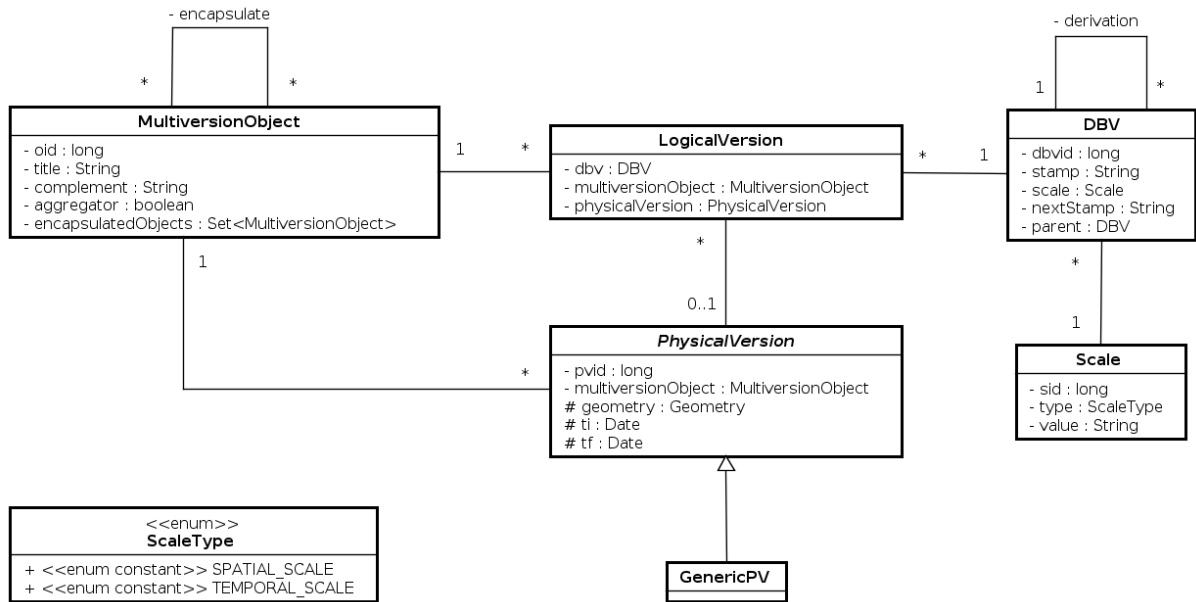 - encapsulate
* *
MultiversionObject
- oid : long
- title : String
- complement : String
- aggregator : boolean
- encapsulatedObjects : Set<MultiversionObject>
1 *
LogicalVersion
- dbv : DBV
- multiversionObject : MultiversionObject
- physicalVersion : PhysicalVersion
* 1
- derivation
1 *
DBV
- dbvid : long
- stamp : String
- scale : Scale
- nextStamp : String
- parent : DBV
1
*
*
0..1
*
1
PhysicalVersion
- pvid : long
- multiversionObject : MultiversionObject
# geometry : Geometry
# ti : Date
# tf : Date
Scale
- sid : long
- type : ScaleType
- value : String
*
<<enum>>
ScaleType
+ <<enum constant>> SPATIAL_SCALE
+ <<enum constant>> TEMPORAL_SCALE
GenericPV